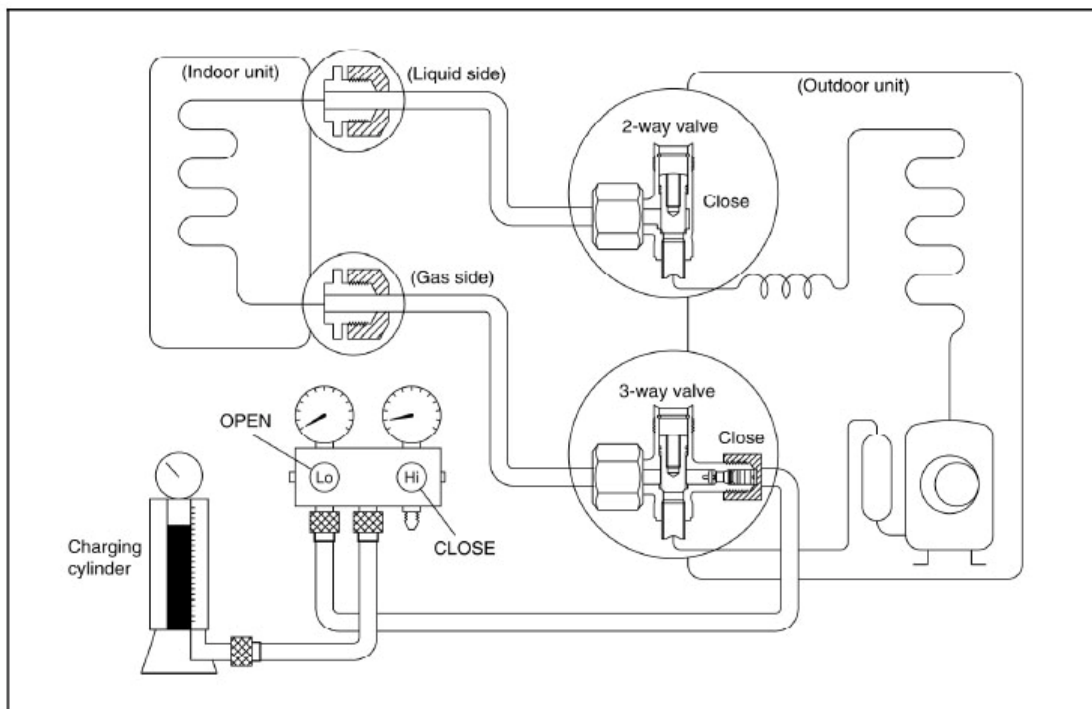 (Indoor unit)
(Liquid side)
(Outdoor unit)
2-way valve
Close
(Gas side)
3-way valve
Close
OPEN
Lo
Hi
CLOSE
Charging
cylinder